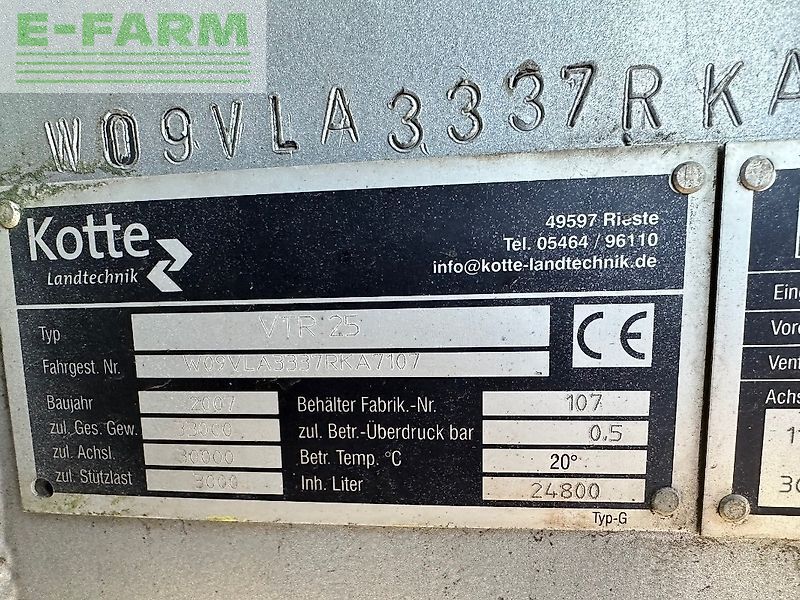 E-FARM
W09VLA3337RKA
Kotte
Landtechnik
49597 Rieste
Tel. 05464 / 96110
info@kotte-landtechnik.de
Typ VTR 25
CE
Fahrgest. Nr. W09VLA3337RKA7107
Baujahr 2007
zul. Ges. Gew. 33000
zul. Achsl. 30000
zul. Stützlast 3000
Behälter Fabrik.-Nr. 107
zul. Betr.-Überdruck bar 0.5
Betr. Temp. °C 20°
Inh. Liter 24800
Typ-G